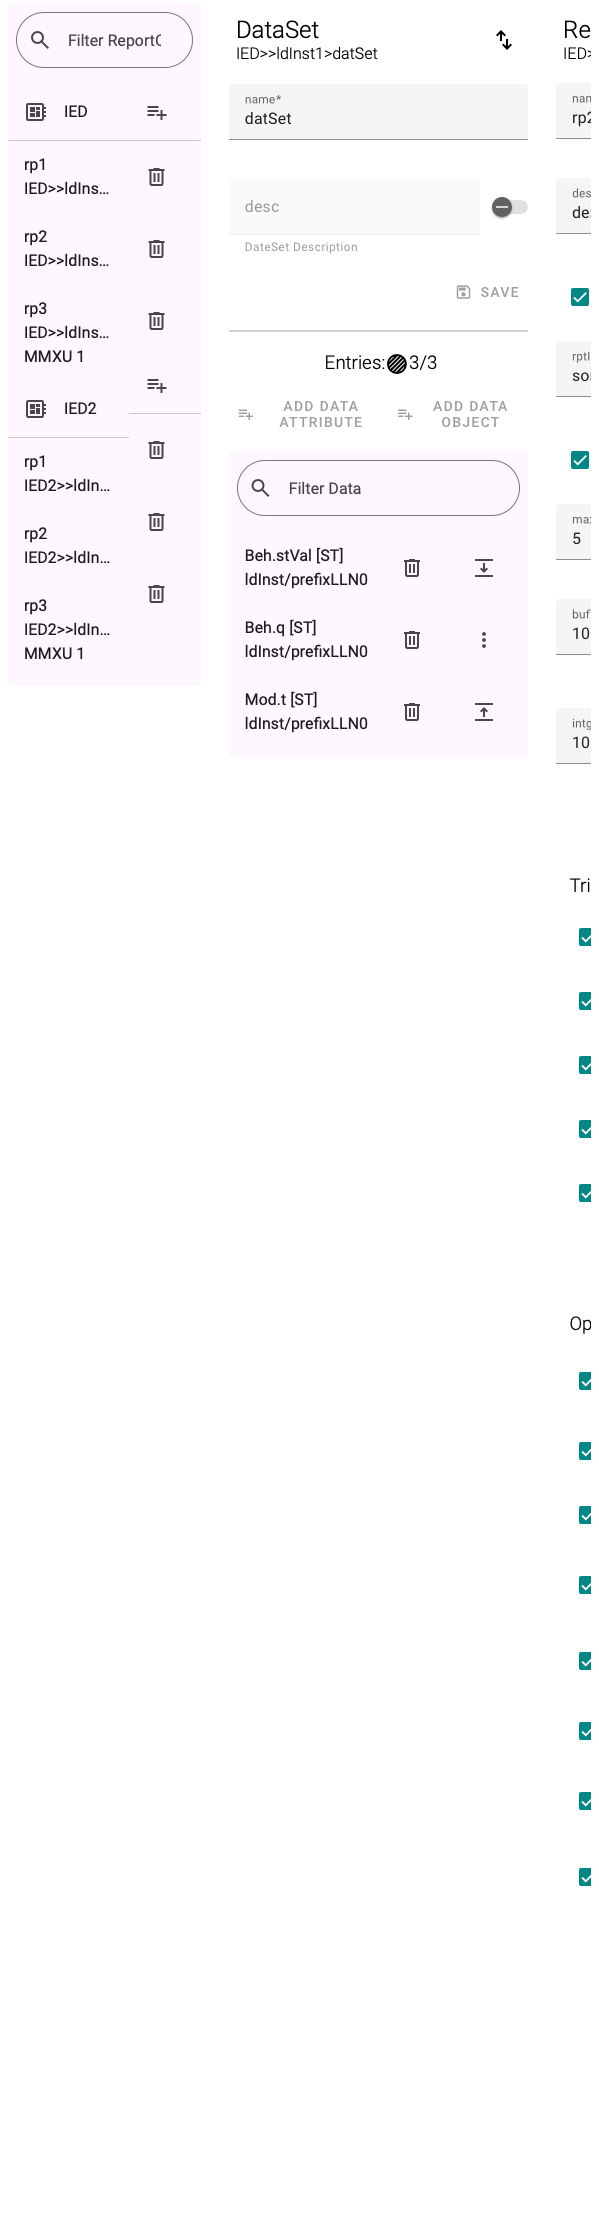 Filter Report
IED
rp1
IED>>ldIns...
rp2
IED>>ldIns...
rp3
IED>>ldIns...
MMXU 1
IED2
rp1
IED2>>ldIn...
rp2
IED2>>ldIn...
rp3
IED2>>ldIn...
MMXU 1
DataSet
IED>>ldInst1>datSet
name*
datSet
desc
DateSet Description
SAVE
Entries: 3/3
ADD DATA
ATTRIBUTE
ADD DATA
OBJECT
Filter Data
Beh.stVal [ST]
ldInst/prefixLLN0
Beh.q [ST]
ldInst/prefixLLN0
Mod.t [ST]
ldInst/prefixLLN0
Re
IED>
nan
rp2
des
de
rptI
so
max
5
buf
10
intg
10
Tri
Op